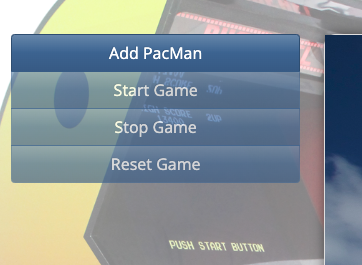 Add PacMan
Start Game
Stop Game
Reset Game
PUSH START BUTTON